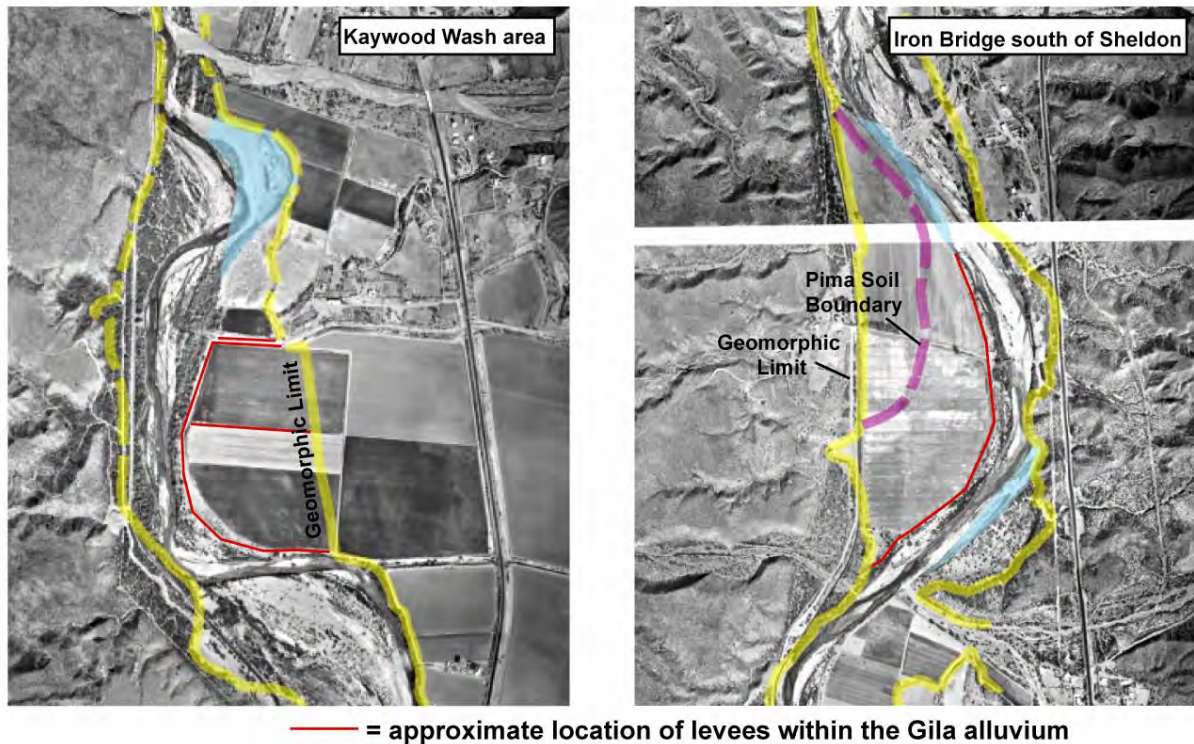 Kaywood Wash area
Geomorphic Limit
Iron Bridge south of Sheldon
Pima Soil
Boundary
Geomorphic
Limit
= approximate location of levees within the Gila alluvium